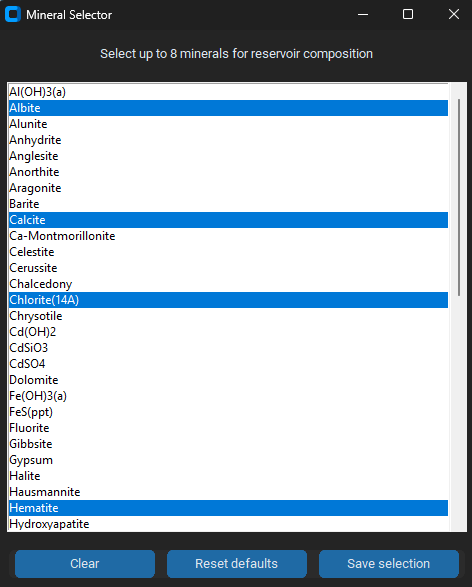 Mineral Selector
Select up to 8 minerals for reservoir composition
Al(OH)3(a)
Albite
Alunite
Anhydrite
Anglesite
Anorthite
Aragonite
Barite
Calcite
Ca-Montmorillonite
Celestite
Cerussite
Chalcedony
Chlorite(14A)
Chrysotile
Cd(OH)2
CdSiO3
CdSO4
Dolomite
Fe(OH)3(a)
FeS(ppt)
Fluorite
Gibbsite
Gypsum
Halite
Hausmannite
Hematite
Hydroxyapatite
Clear
Reset defaults
Save selection